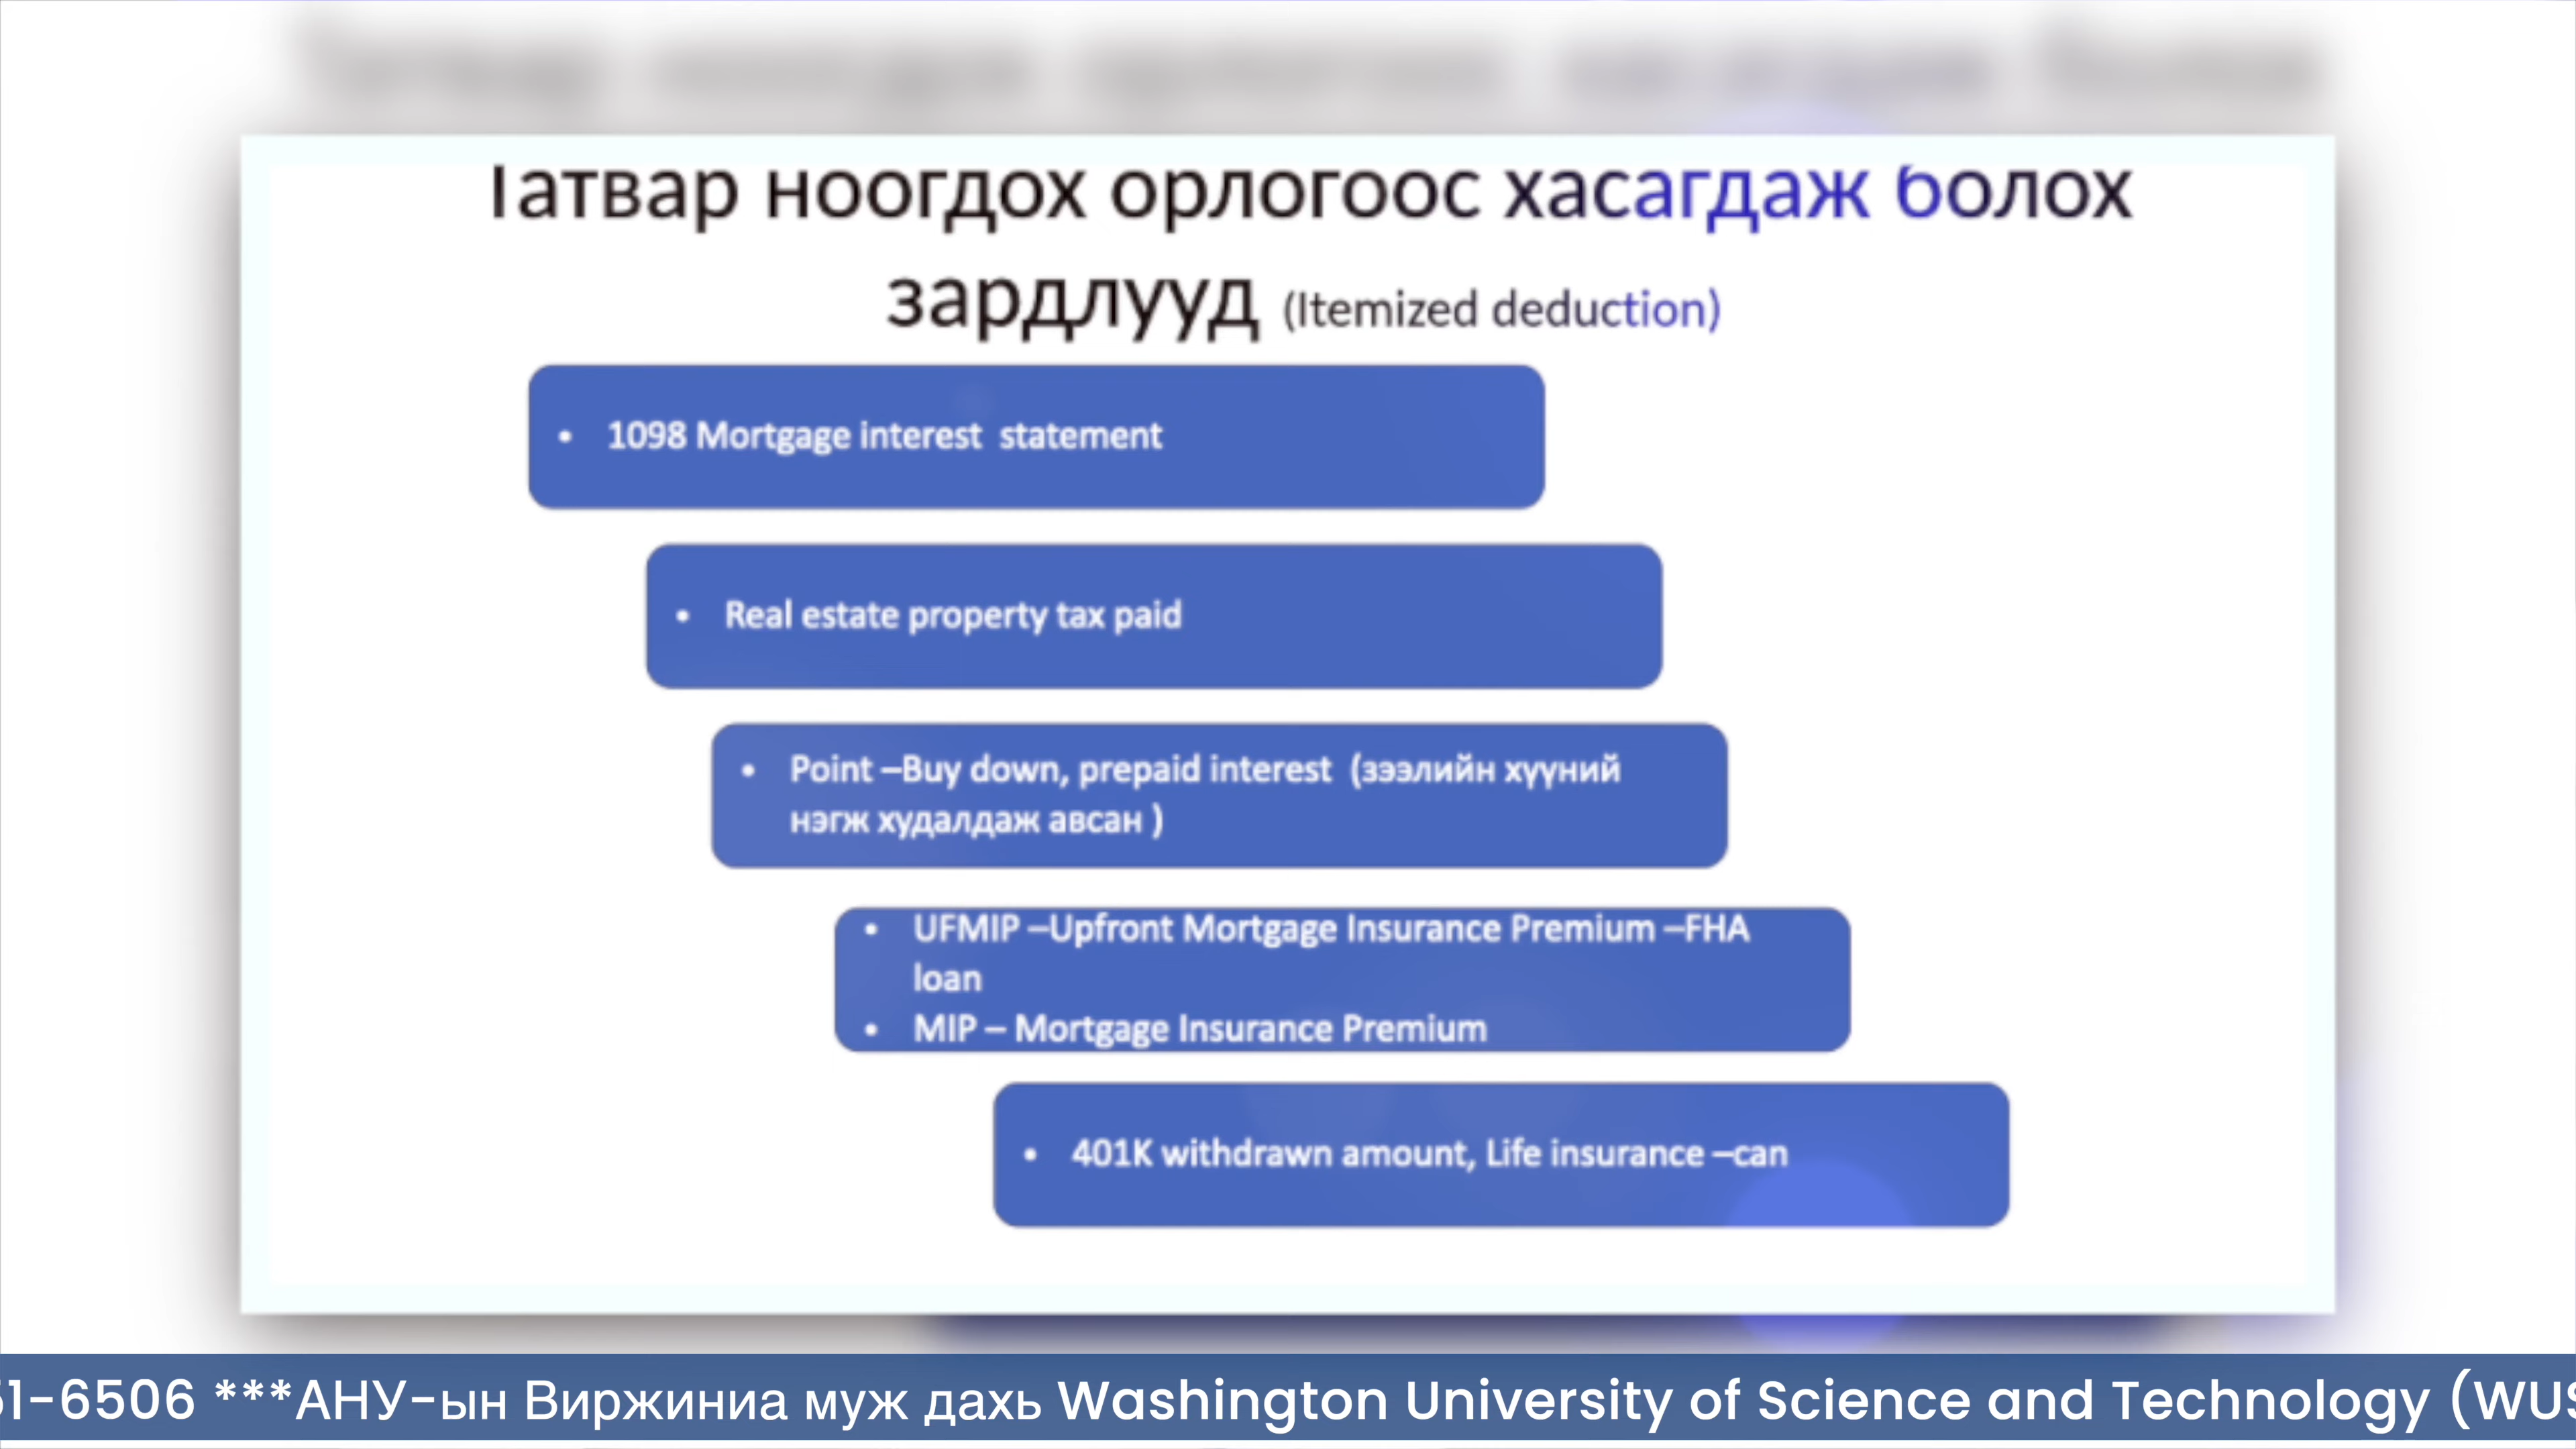 Татвар ноогдох орлогоос хасагдаж болох
зардлууд (Itemized deduction)
• 1098 Mortgage interest statement
• Real estate property tax paid
• Point –Buy down, prepaid interest (зээлийн хүүний
нэгж худалдаж авсан )
• UFMIP –Upfront Mortgage Insurance Premium –FHA
loan
• MIP – Mortgage Insurance Premium
• 401K withdrawn amount, Life insurance –can
51-6506 ***АНУ-ын Виржиниа муж дахь Washington University of Science and Technology (WUS